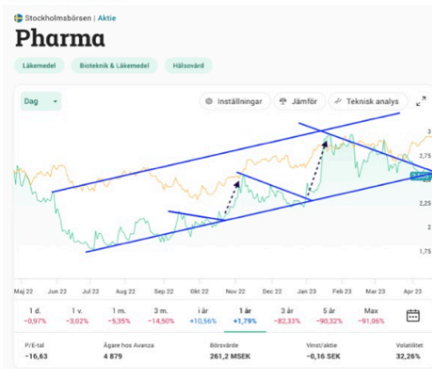 Stockholmsbörsen | Aktie
Pharma
Läkemedel Bioteknik & Läkemedel Hälsovård
Dag Inställningar Jämför Teknisk analys
3
2,75
2,25
2
1,75
Maj 22 Jun 22 Jul 22 Aug 22 Sep 22 Okt 22 Nov 22 Dec 22 Jan 23 Feb 23 Mar 23 Apr 23
1 d. 1 v. 1 m. 3 m. i år 1 år 3 år 5 år Max
-0,97% -3,02% -5,35% -14,50% +10,56% +1,79% -82,33% -90,32% -91,06%
P/E-tal Ägare hos Avanza Börsvärde Vinst/aktie Volatilitet
-16,63 4 879 261,2 MSEK -0,16 SEK 32,26%